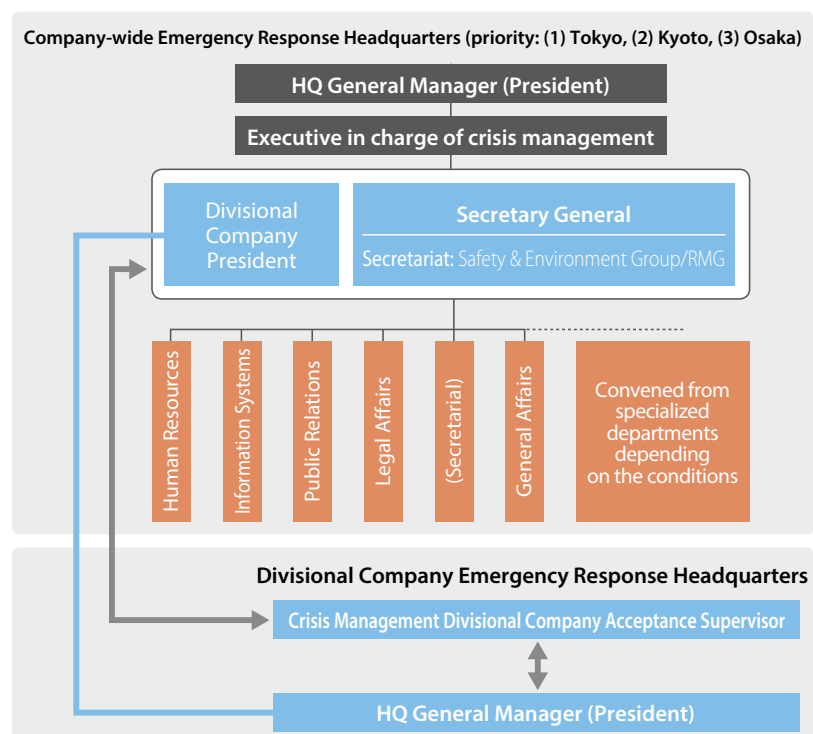 Company-wide Emergency Response Headquarters (priority: (1) Tokyo, (2) Kyoto, (3) Osaka)
HQ General Manager (President)
Executive in charge of crisis management
Divisional
Company
President
Secretary General
Secretariat: Safety & Environment Group/RMG
Human Resources
Information Systems
Public Relations
Legal Affairs
(Secretarial)
General Affairs
Convened from
specialized
departments
depending
on the conditions
Divisional Company Emergency Response Headquarters
Crisis Management Divisional Company Acceptance Supervisor
HQ General Manager (President)